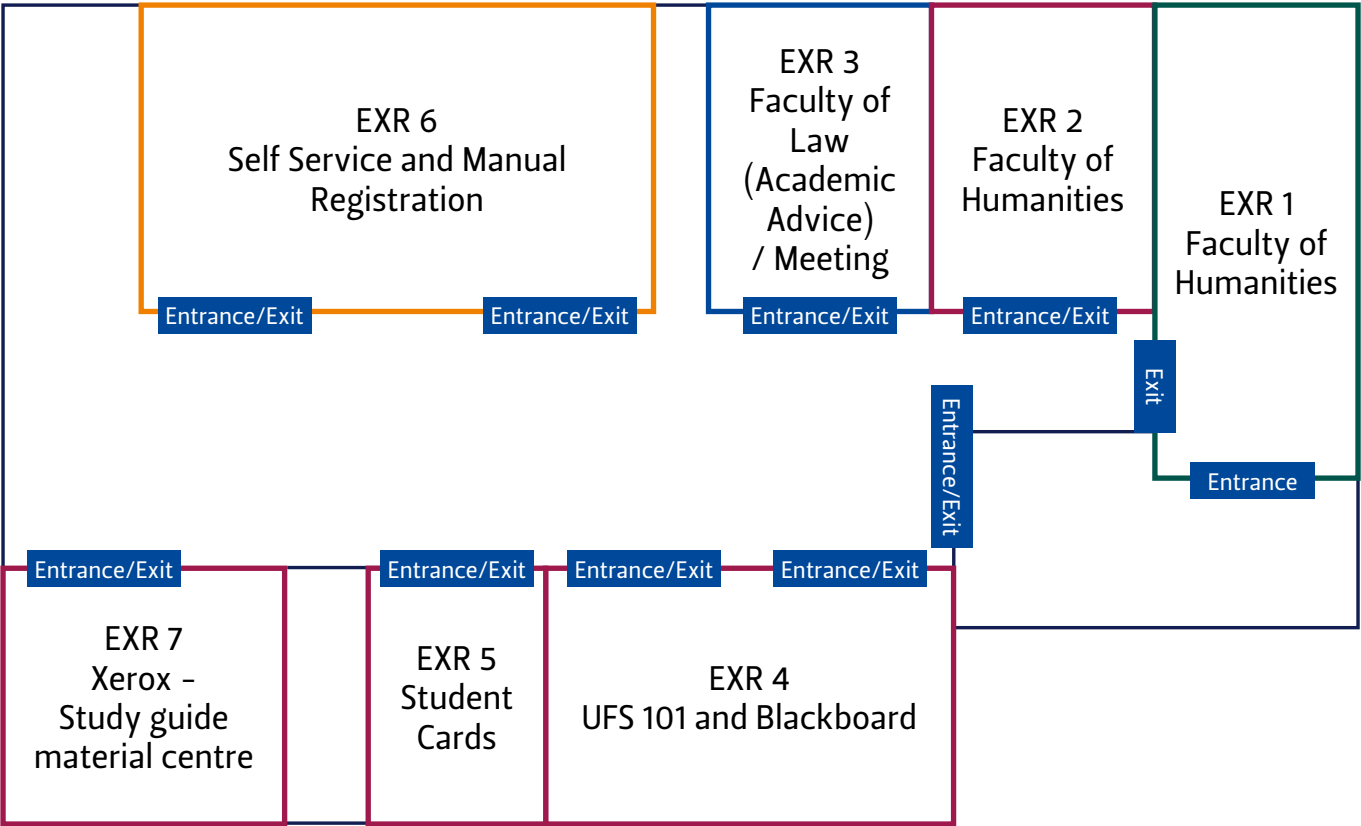 EXR 6
Self Service and Manual
Registration
Entrance/Exit
Entrance/Exit
EXR 3
Faculty of
Law
(Academic
Advice)
/ Meeting
Entrance/Exit
EXR 2
Faculty of
Humanities
Entrance/Exit
EXR 1
Faculty of
Humanities
Exit
Entrance
Entrance/Exit
Entrance/Exit
EXR 7
Xerox –
Study guide
material centre
Entrance/Exit
EXR 5
Student
Cards
Entrance/Exit
Entrance/Exit
EXR 4
UFS 101 and Blackboard